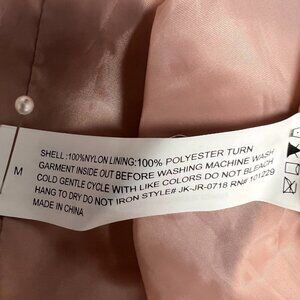 M
SHELL:100%NYLON LINING:100% POLYESTER TURN
GARMENT INSIDE OUT BEFORE WASHING MACHINE WASH
COLD GENTLE CYCLE WITH LIKE COLORS DO NOT BLEACH
HANG TO DRY DO NOT IRON STYLE# JK-JR-0718 RN# 101229
MADE IN CHINA